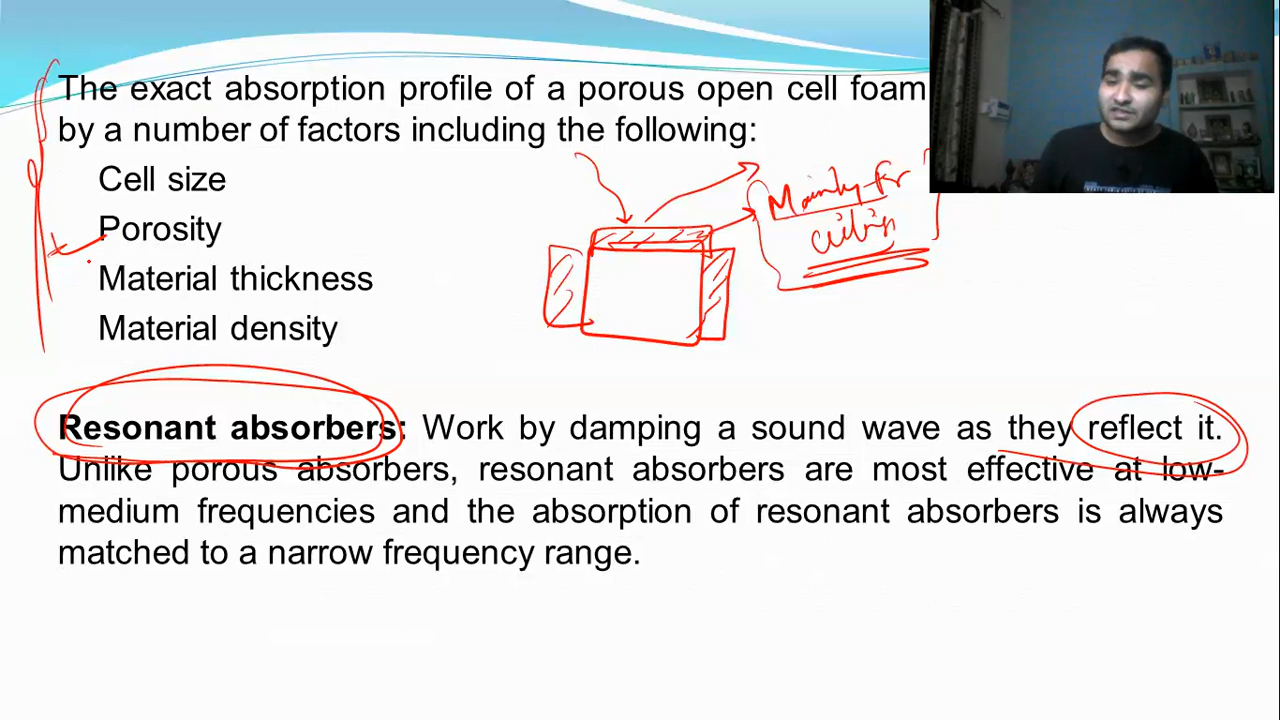 The exact absorption profile of a porous open cell foam
by a number of factors including the following:
Cell size
Porosity
Material thickness
Material density
Mainly for
Resonant absorbers: Work by damping a sound wave as they reflect it.
Unlike porous absorbers, resonant absorbers are most effective at low-
medium frequencies and the absorption of resonant absorbers is always
matched to a narrow frequency range.